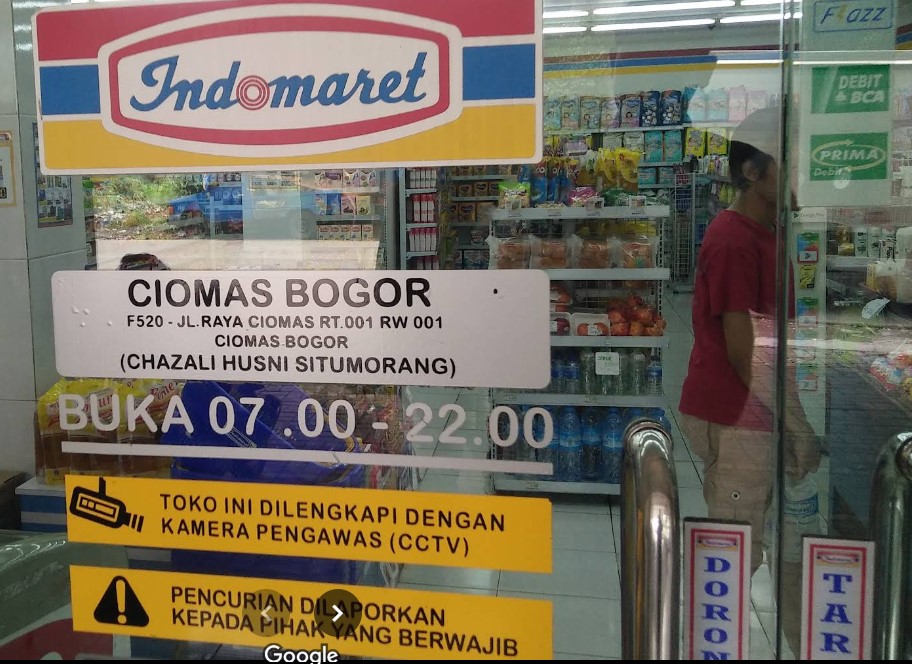 Indomaret
Flazz
DEBIT
BCA
PRIMA
Debit
CIOMAS BOGOR
F520 - JL.RAYA CIOMAS RT.001 RW 001
CIOMAS-BOGOR
(CHAZALI HUSNI SITUMORANG)
BUKA 07 .00 - 22.00
TOKO INI DILENGKAPI DENGAN
KAMERA PENGAWAS (CCTV)
PENCURIAN DILAPORKAN
KEPADA PIHAK YANG BERWAJIB
DORON
TAR
Google